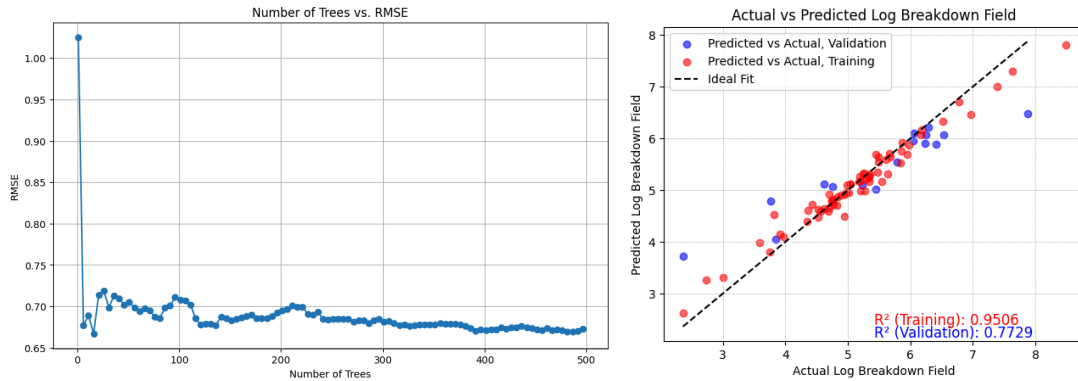 Number of Trees vs. RMSE
RMSE
1.00
0.95
0.90
0.85
0.80
0.75
0.70
0.65
0
100
200
300
400
500
Number of Trees
Actual vs Predicted Log Breakdown Field
Predicted vs Actual, Validation
Predicted vs Actual, Training
Ideal Fit
Predicted Log Breakdown Field
8
7
6
5
4
3
R² (Training): 0.9506
R² (Validation): 0.7729
3
4
5
6
7
8
Actual Log Breakdown Field